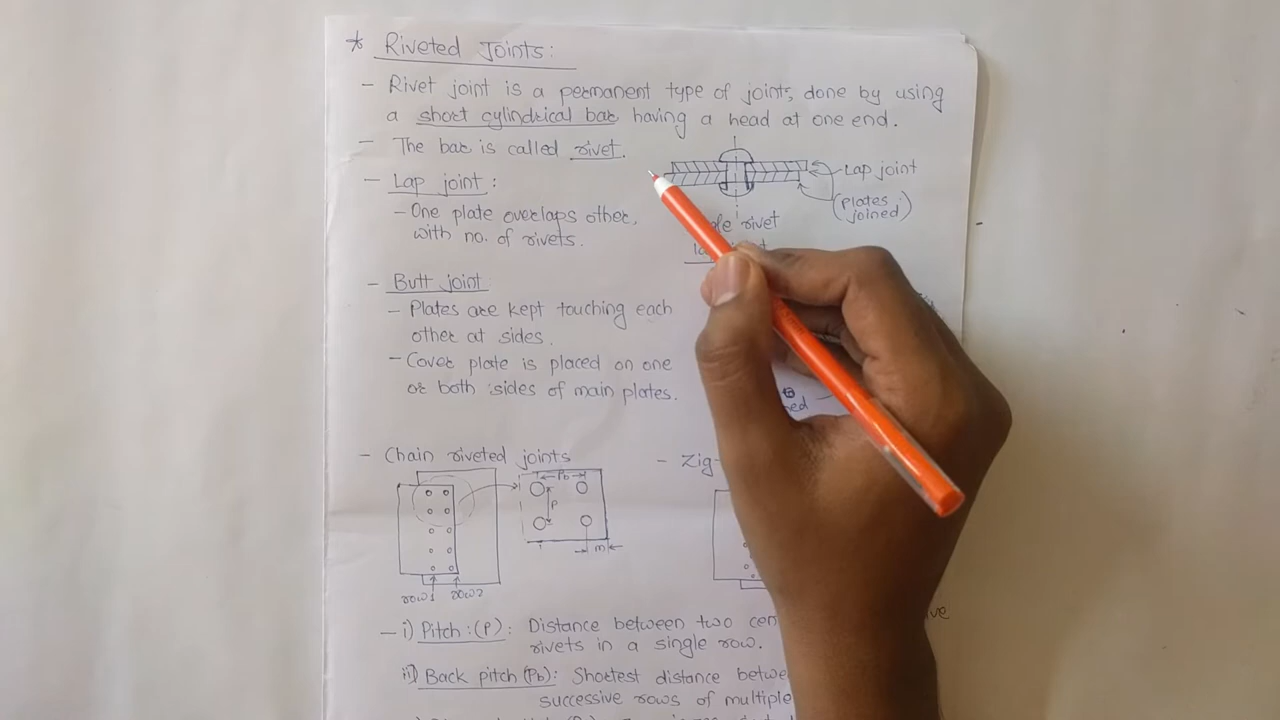 * Riveted Joints:
- Rivet joint is a permanent type of joints, done by using
a short cylindrical bar having a head at one end.
- The bar is called rivet.
Lap joint
(Plates joined)
- Lap joint:
- One plate overlaps other,
with no. of rivets.
rivet
- Butt joint
- Plates are kept touching each
other at sides.
- Cover plate is placed on one
or both sides of main plates.
- Chain riveted joints
- Zig-
Pb
P
m
row1 row2
- i) Pitch:(P): Distance between two
rivets in a single row.
ii) Back pitch (Pb): Shortest distance
successive rows of multiple